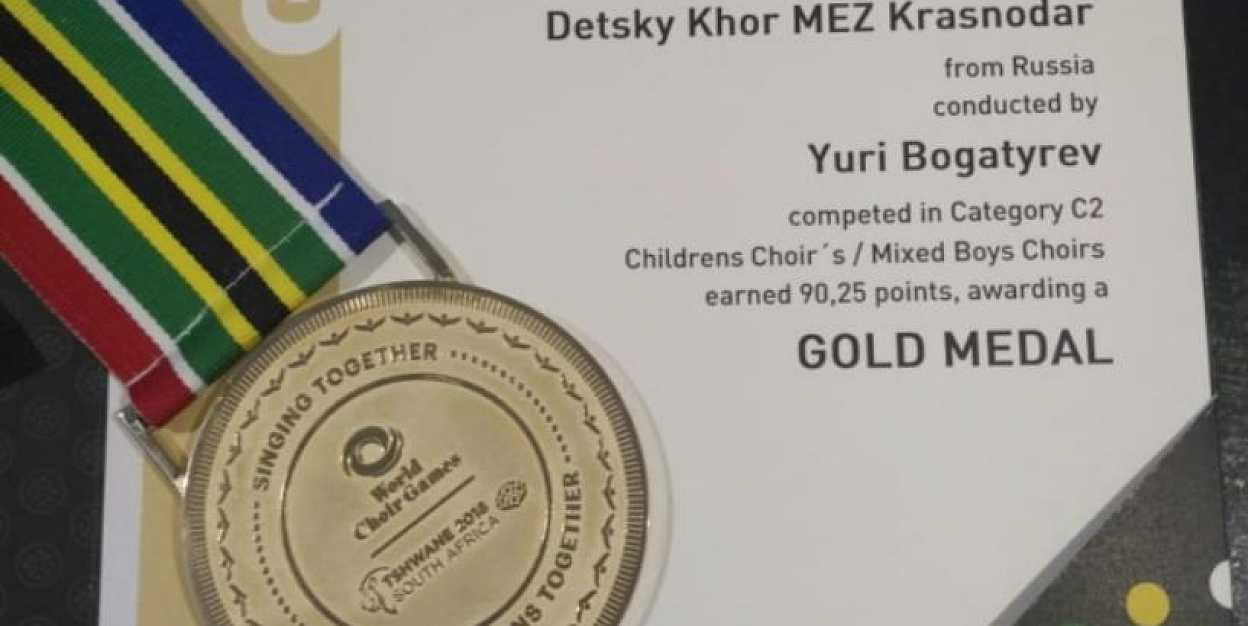 Detsky Khor MEZ Krasnodar
from Russia
conducted by
Yuri Bogatyrev
competed in Category C2
Childrens Choir´s / Mixed Boys Choirs
earned 90,25 points, awarding a
GOLD MEDAL
SINGING TOGETHER
World
Choir Games
TSHWANE 2018
SOUTH AFRICA
TOGETHER